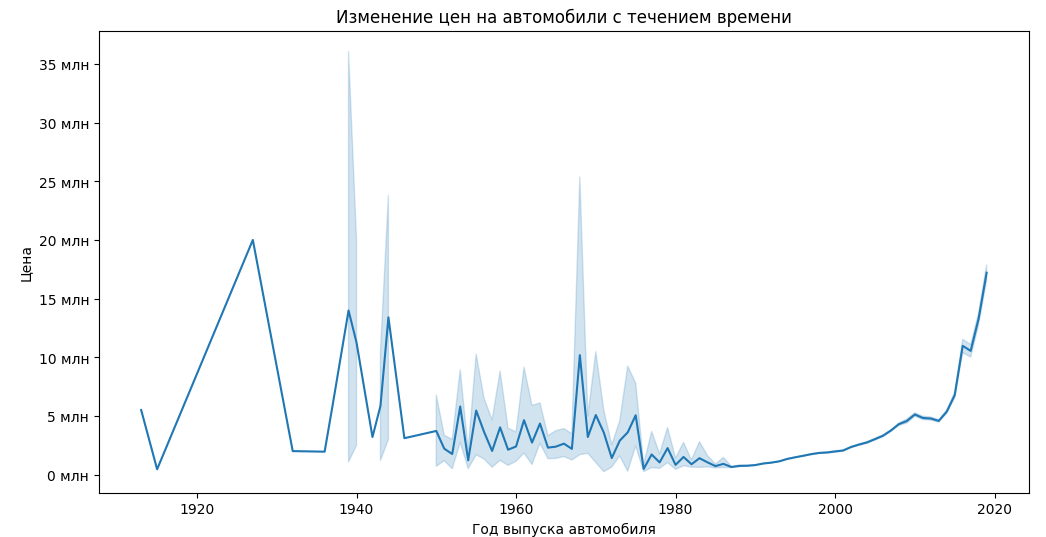 Изменение цен на автомобили с течением времени
35 млн
30 млн
25 млн
20 млн
15 млн
10 млн
5 млн
0 млн
Цена
1920
1940
1960
1980
2000
2020
Год выпуска автомобиля